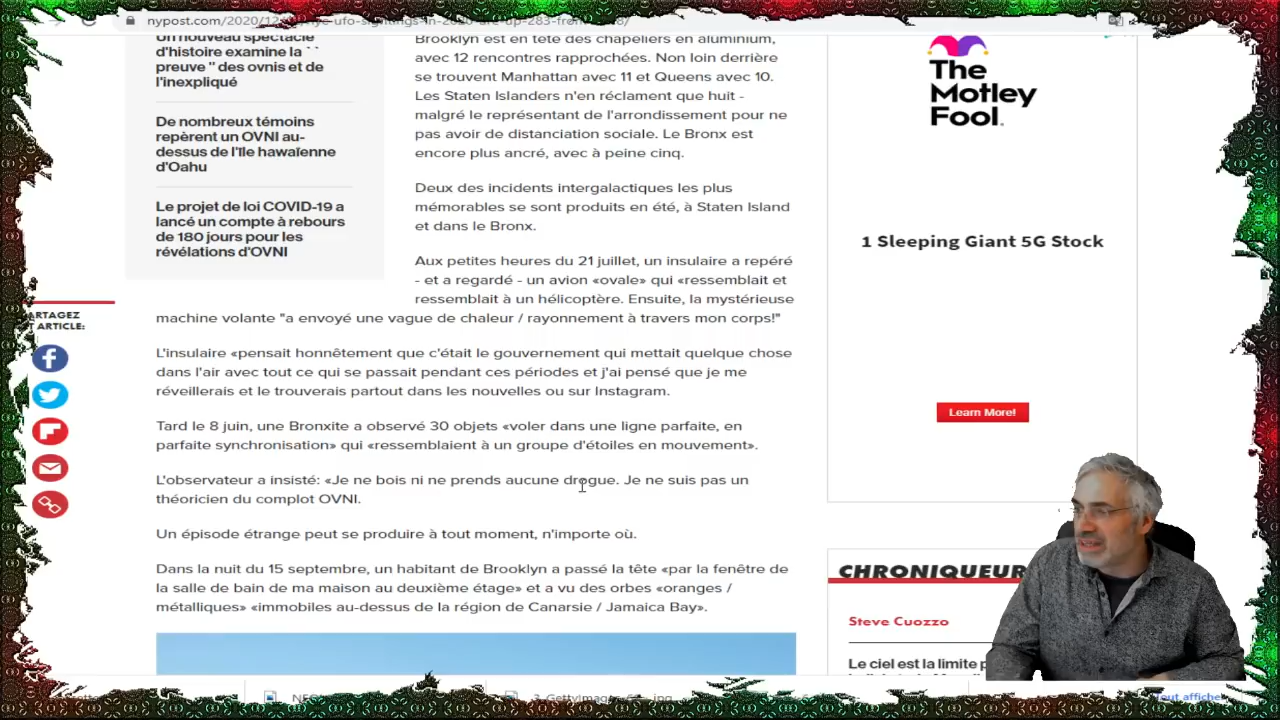 nypost.com/2020/12
Un nouveau spectacle
d'histoire examine la ``
preuve '' des ovnis et de
l'inexpliqué
De nombreux témoins
repèrent un OVNI au-
dessus de l'île hawaïenne
d'Oahu
Le projet de loi COVID-19 a
lancé un compte à rebours
de 180 jours pour les
révélations d'OVNI
ARTAGEZ
T ARTICLE:
Brooklyn est en tête des chapeliers en aluminium,
avec 12 rencontres rapprochées. Non loin derrière
se trouvent Manhattan avec 11 et Queens avec 10.
Les Staten Islanders n'en réclament que huit -
malgré le représentant de l'arrondissement pour ne
pas avoir de distanciation sociale. Le Bronx est
encore plus ancré, avec à peine cinq.
Deux des incidents intergalactiques les plus
mémorables se sont produits en été, à Staten Island
et dans le Bronx.
Aux petites heures du 21 juillet, un insulaire a repéré
- et a regardé - un avion «ovale» qui «ressemblait et
ressemblait à un hélicoptère. Ensuite, la mystérieuse
machine volante "a envoyé une vague de chaleur / rayonnement à travers mon corps!"
L'insulaire «pensait honnêtement que c'était le gouvernement qui mettait quelque chose
dans l'air avec tout ce qui se passait pendant ces périodes et j'ai pensé que je me
réveillerais et le trouverais partout dans les nouvelles ou sur Instagram.
Tard le 8 juin, une Bronxite a observé 30 objets «voler dans une ligne parfaite, en
parfaite synchronisation» qui «ressemblaient à un groupe d'étoiles en mouvement».
L'observateur a insisté: «Je ne bois ni ne prends aucune drogue. Je ne suis pas un
théoricien du complot OVNI.
Un épisode étrange peut se produire à tout moment, n'importe où.
Dans la nuit du 15 septembre, un habitant de Brooklyn a passé la tête «par la fenêtre de
la salle de bain de ma maison au deuxième étage» et a vu des orbes «oranges /
métalliques» «immobiles au-dessus de la région de Canarsie / Jamaica Bay».
The
Motley
Fool.
1 Sleeping Giant 5G Stock
Learn More!
CHRONIQUEUR
Steve Cuozzo
Le ciel est la limite
tout affiche